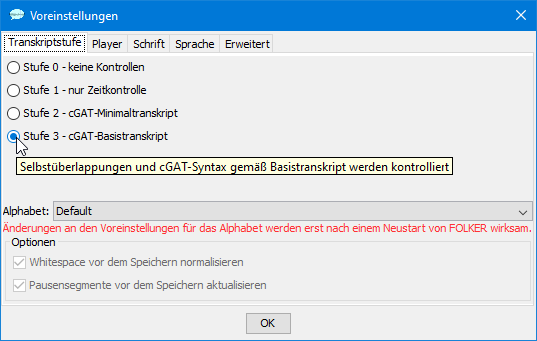 Voreinstellungen
Transkriptstufe Player Schrift Sprache Erweitert
Stufe 0 - keine Kontrollen
Stufe 1 - nur Zeitkontrolle
Stufe 2 - cGAT-Minimaltranskript
Stufe 3 - cGAT-Basistranskript
Selbstüberlappungen und cGAT-Syntax gemäß Basistranskript werden kontrolliert
Alphabet: Default
Änderungen an den Voreinstellungen für das Alphabet werden erst nach einem Neustart von FOLKER wirksam.
Optionen
Whitespace vor dem Speichern normalisieren
Pausensegmente vor dem Speichern aktualisieren
OK